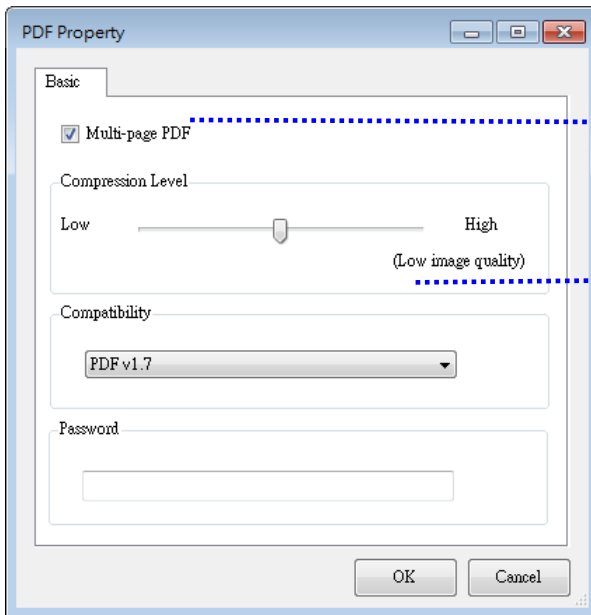 PDF Property
Basic
Multi-page PDF
Compression Level
Low High
(Low image quality)
Compatibility
PDF v1.7
Password
OK Cancel